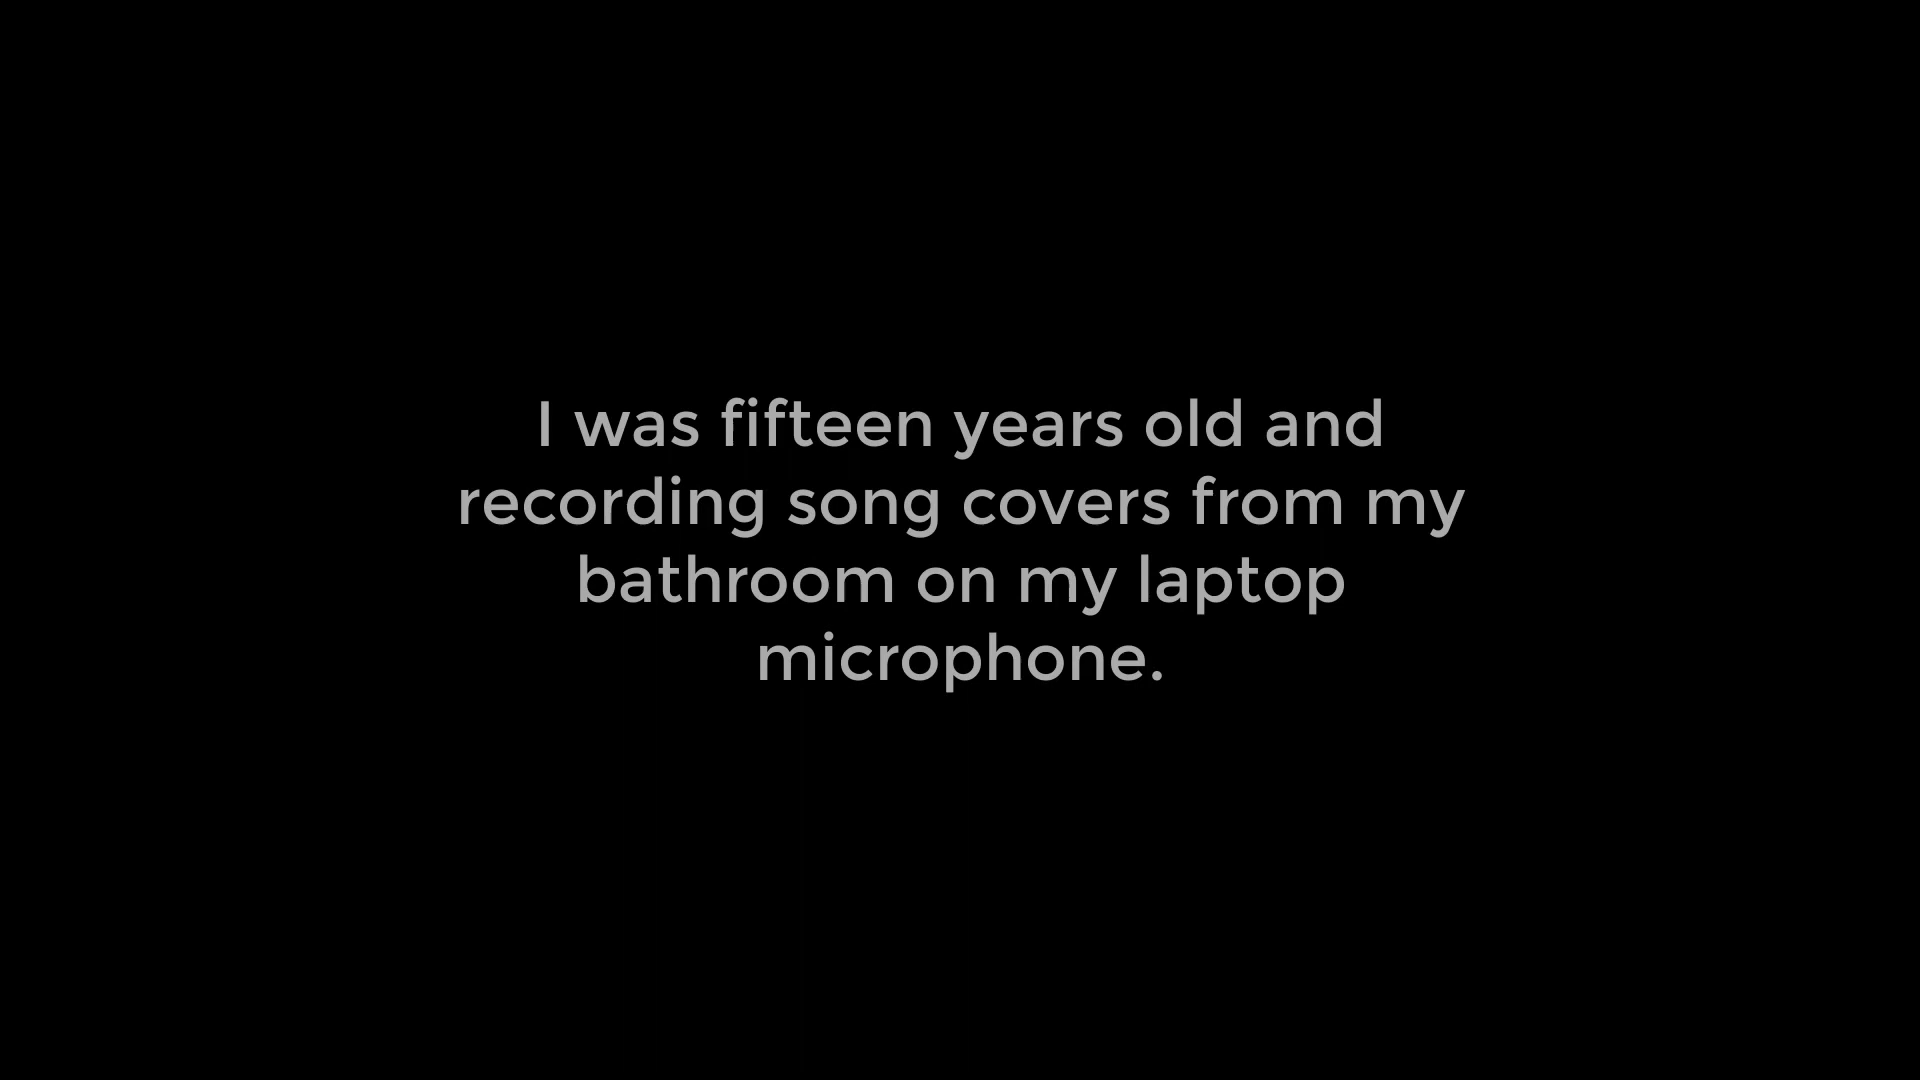 I was fifteen years old and
recording song covers from my
bathroom on my laptop
microphone.